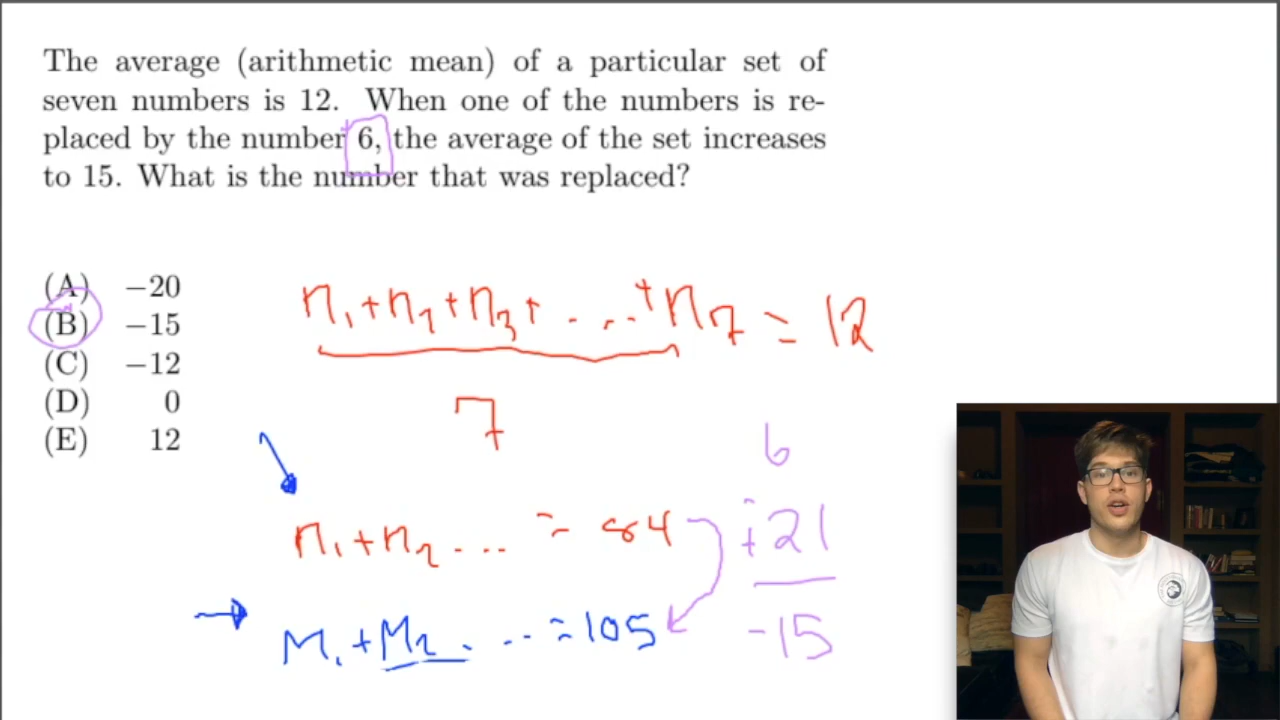 The average (arithmetic mean) of a particular set of
seven numbers is 12. When one of the numbers is re-
placed by the number 6, the average of the set increases
to 15. What is the number that was replaced?
(A) −20
(B) −15
(C) −12
(D) 0
(E) 12
n₁+n₂+n₃+.....+n₇ = 12
7
n₁+n₂... = 84
M₁+M₂... = 105
6
+21
-15